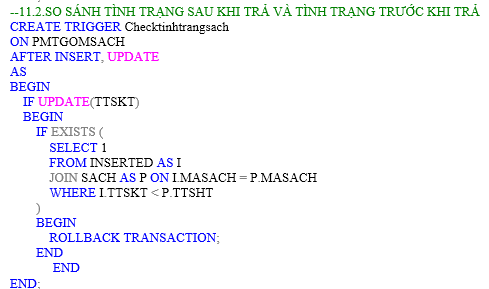 --11.2.SO SÁNH TÌNH TRẠNG SAU KHI TRẢ VÀ TÌNH TRẠNG TRƯỚC KHI TRẢ
CREATE TRIGGER Checktinhtrangsach
ON PMTGOMSACH
AFTER INSERT, UPDATE
AS
BEGIN
IF UPDATE(TTSKT)
BEGIN
IF EXISTS (
SELECT 1
FROM INSERTED AS I
JOIN SACH AS P ON I.MASACH = P.MASACH
WHERE I.TTSKT < P.TTSHT
)
BEGIN
ROLLBACK TRANSACTION;
END
END
END;